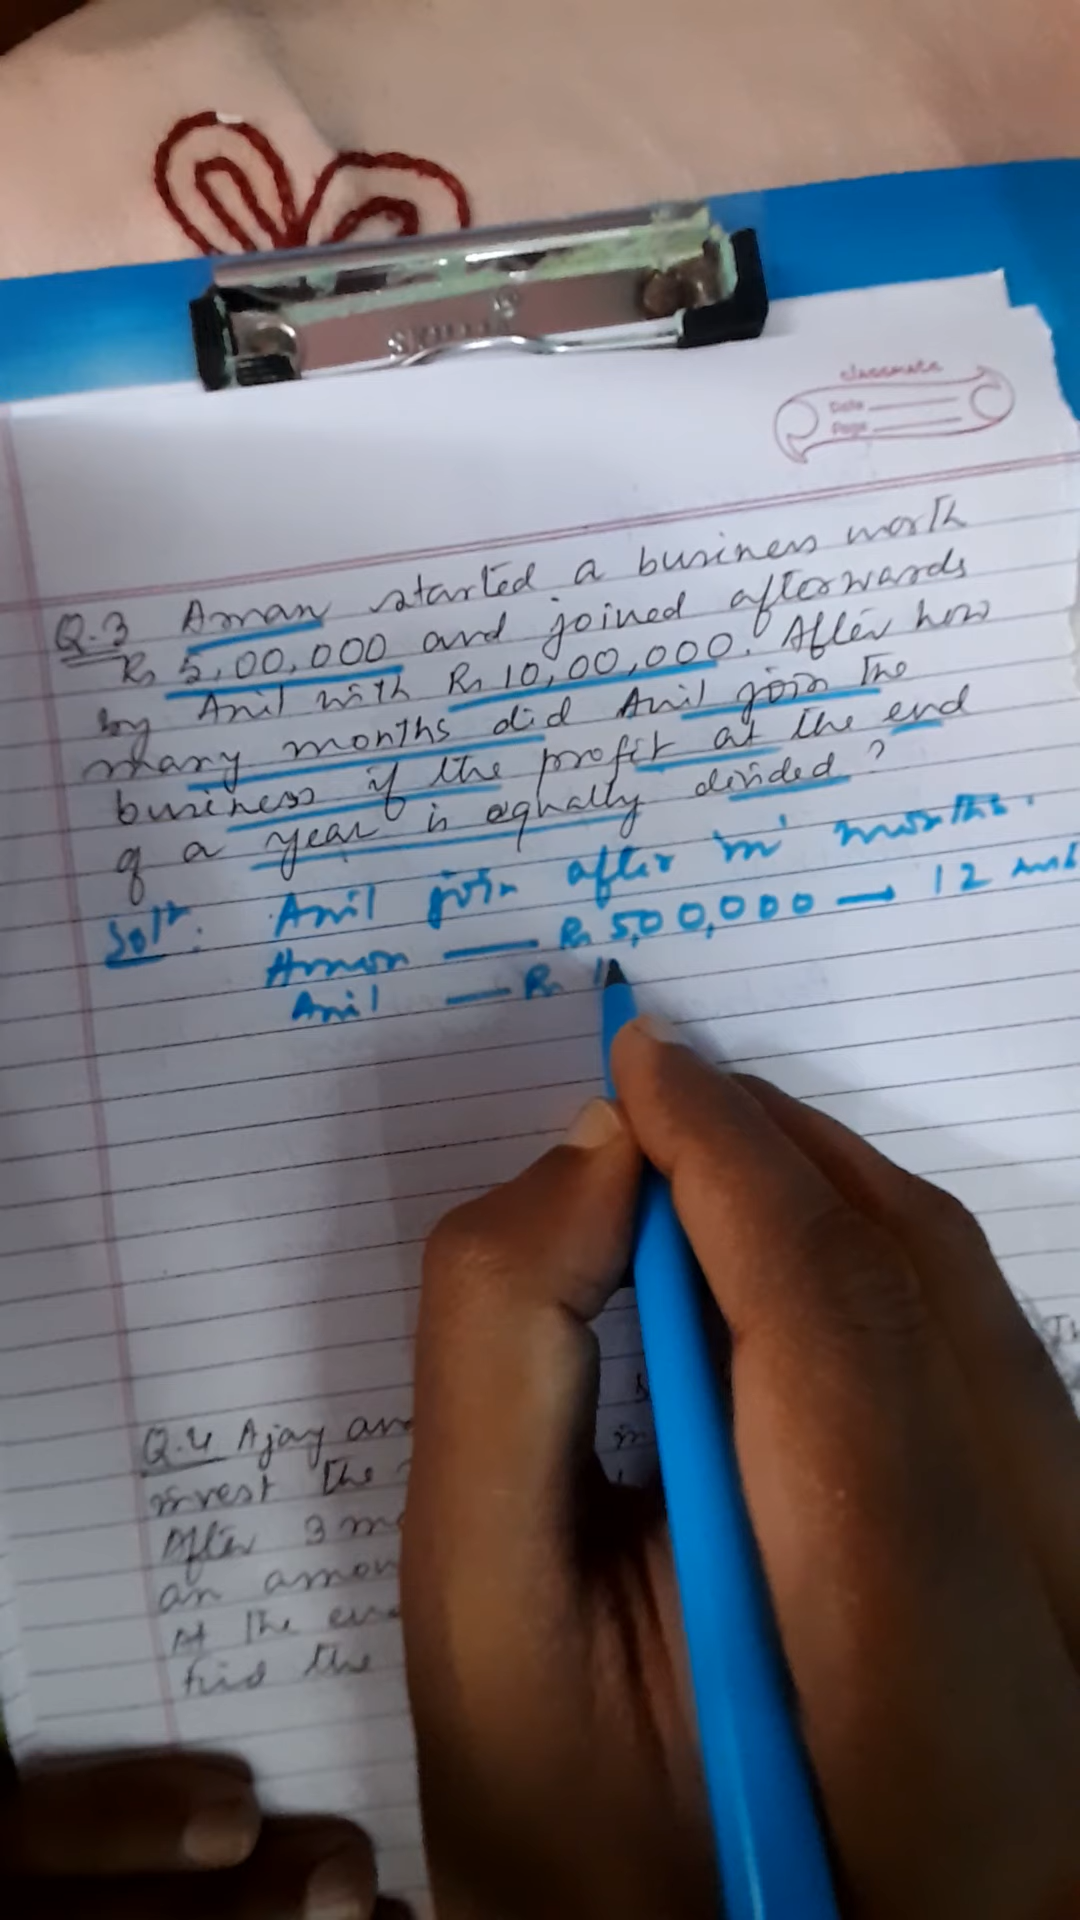 SKILLS
classmate
Date
Page
Q.3 Aman started a business worth
Rs 5,00,000 and joined afterwards
by Anil with Rs 10,00,000. After how
many months did Anil join the
business if the profit at the end
of a year is equally divided?
Soln: Anil join after 'm' months.
Aman — Rs 5,00,000 → 12
Anil — Rs 1
Q.4 Ajay an
invest the
After 3 m
an amou
At the en
find the